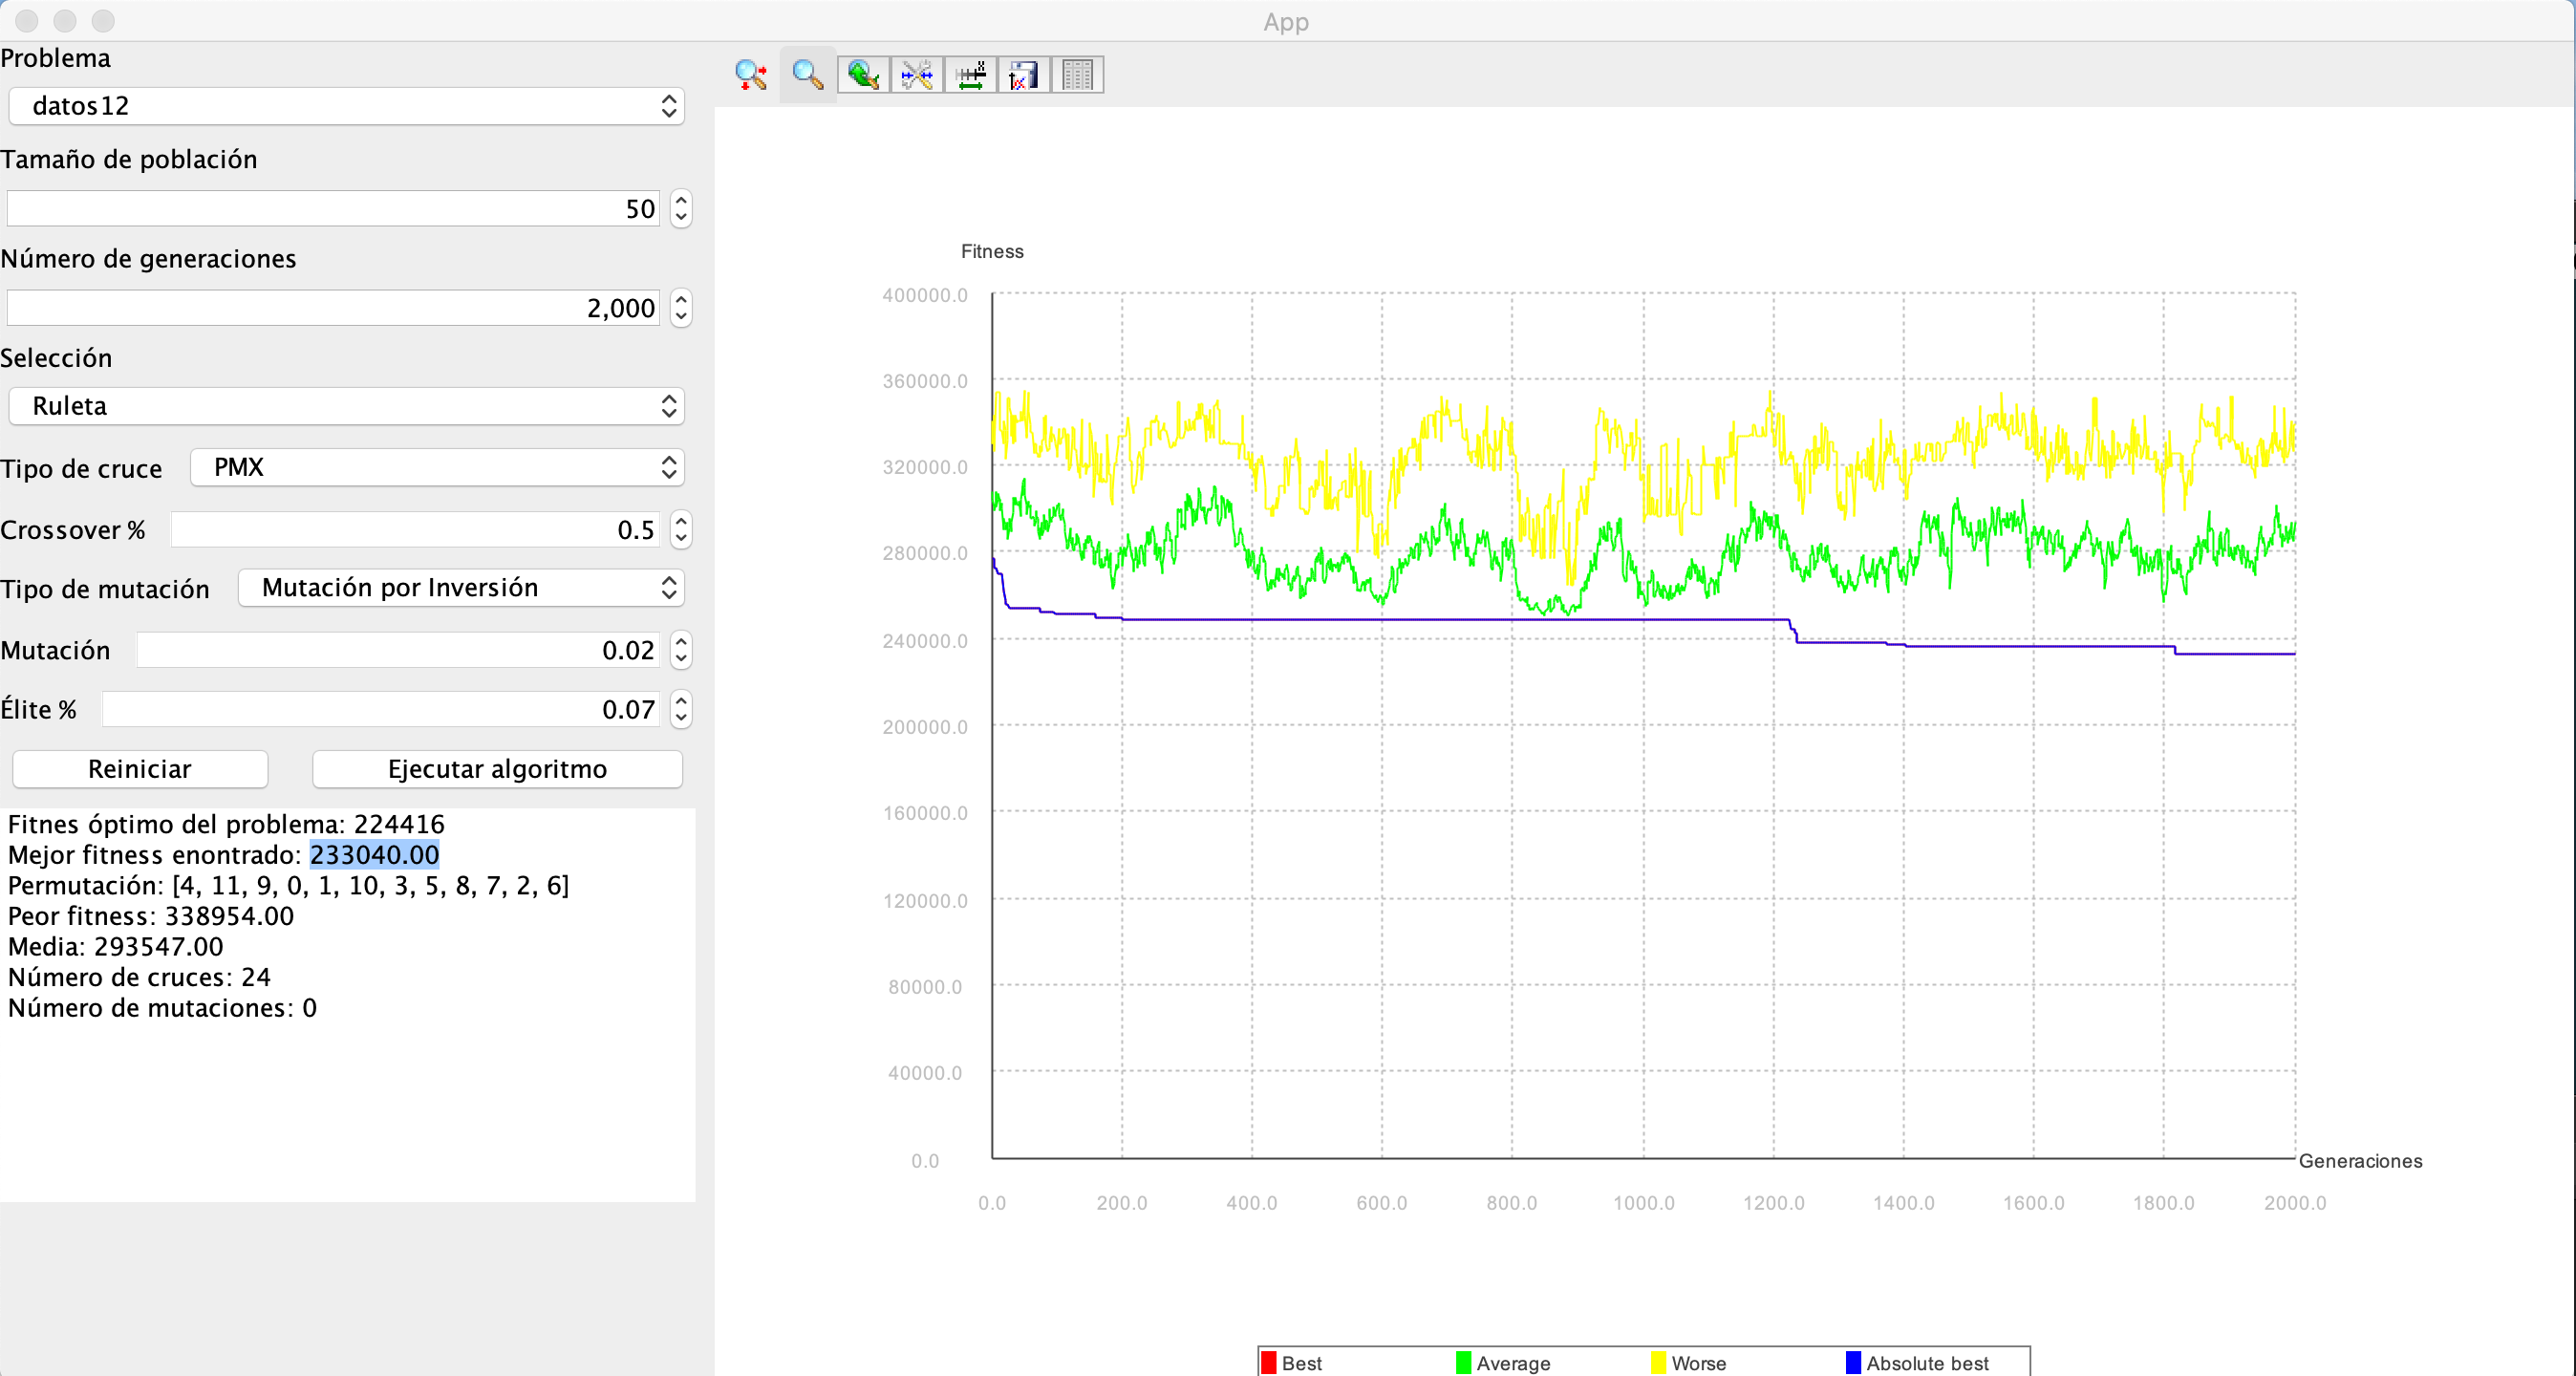 App
Problema
datos12
Tamaño de población
50
Número de generaciones
2,000
Selección
Ruleta
Tipo de cruce PMX
Crossover % 0.5
Tipo de mutación Mutación por Inversión
Mutación 0.02
Élite % 0.07
Reiniciar Ejecutar algoritmo
Fitnes óptimo del problema: 224416
Mejor fitness enontrado: 233040.00
Permutación: [4, 11, 9, 0, 1, 10, 3, 5, 8, 7, 2, 6]
Peor fitness: 338954.00
Media: 293547.00
Número de cruces: 24
Número de mutaciones: 0
Fitness
400000.0
360000.0
320000.0
280000.0
240000.0
200000.0
160000.0
120000.0
80000.0
40000.0
0.0
Generaciones
0.0 200.0 400.0 600.0 800.0 1000.0 1200.0 1400.0 1600.0 1800.0 2000.0
Best Average Worse Absolute best